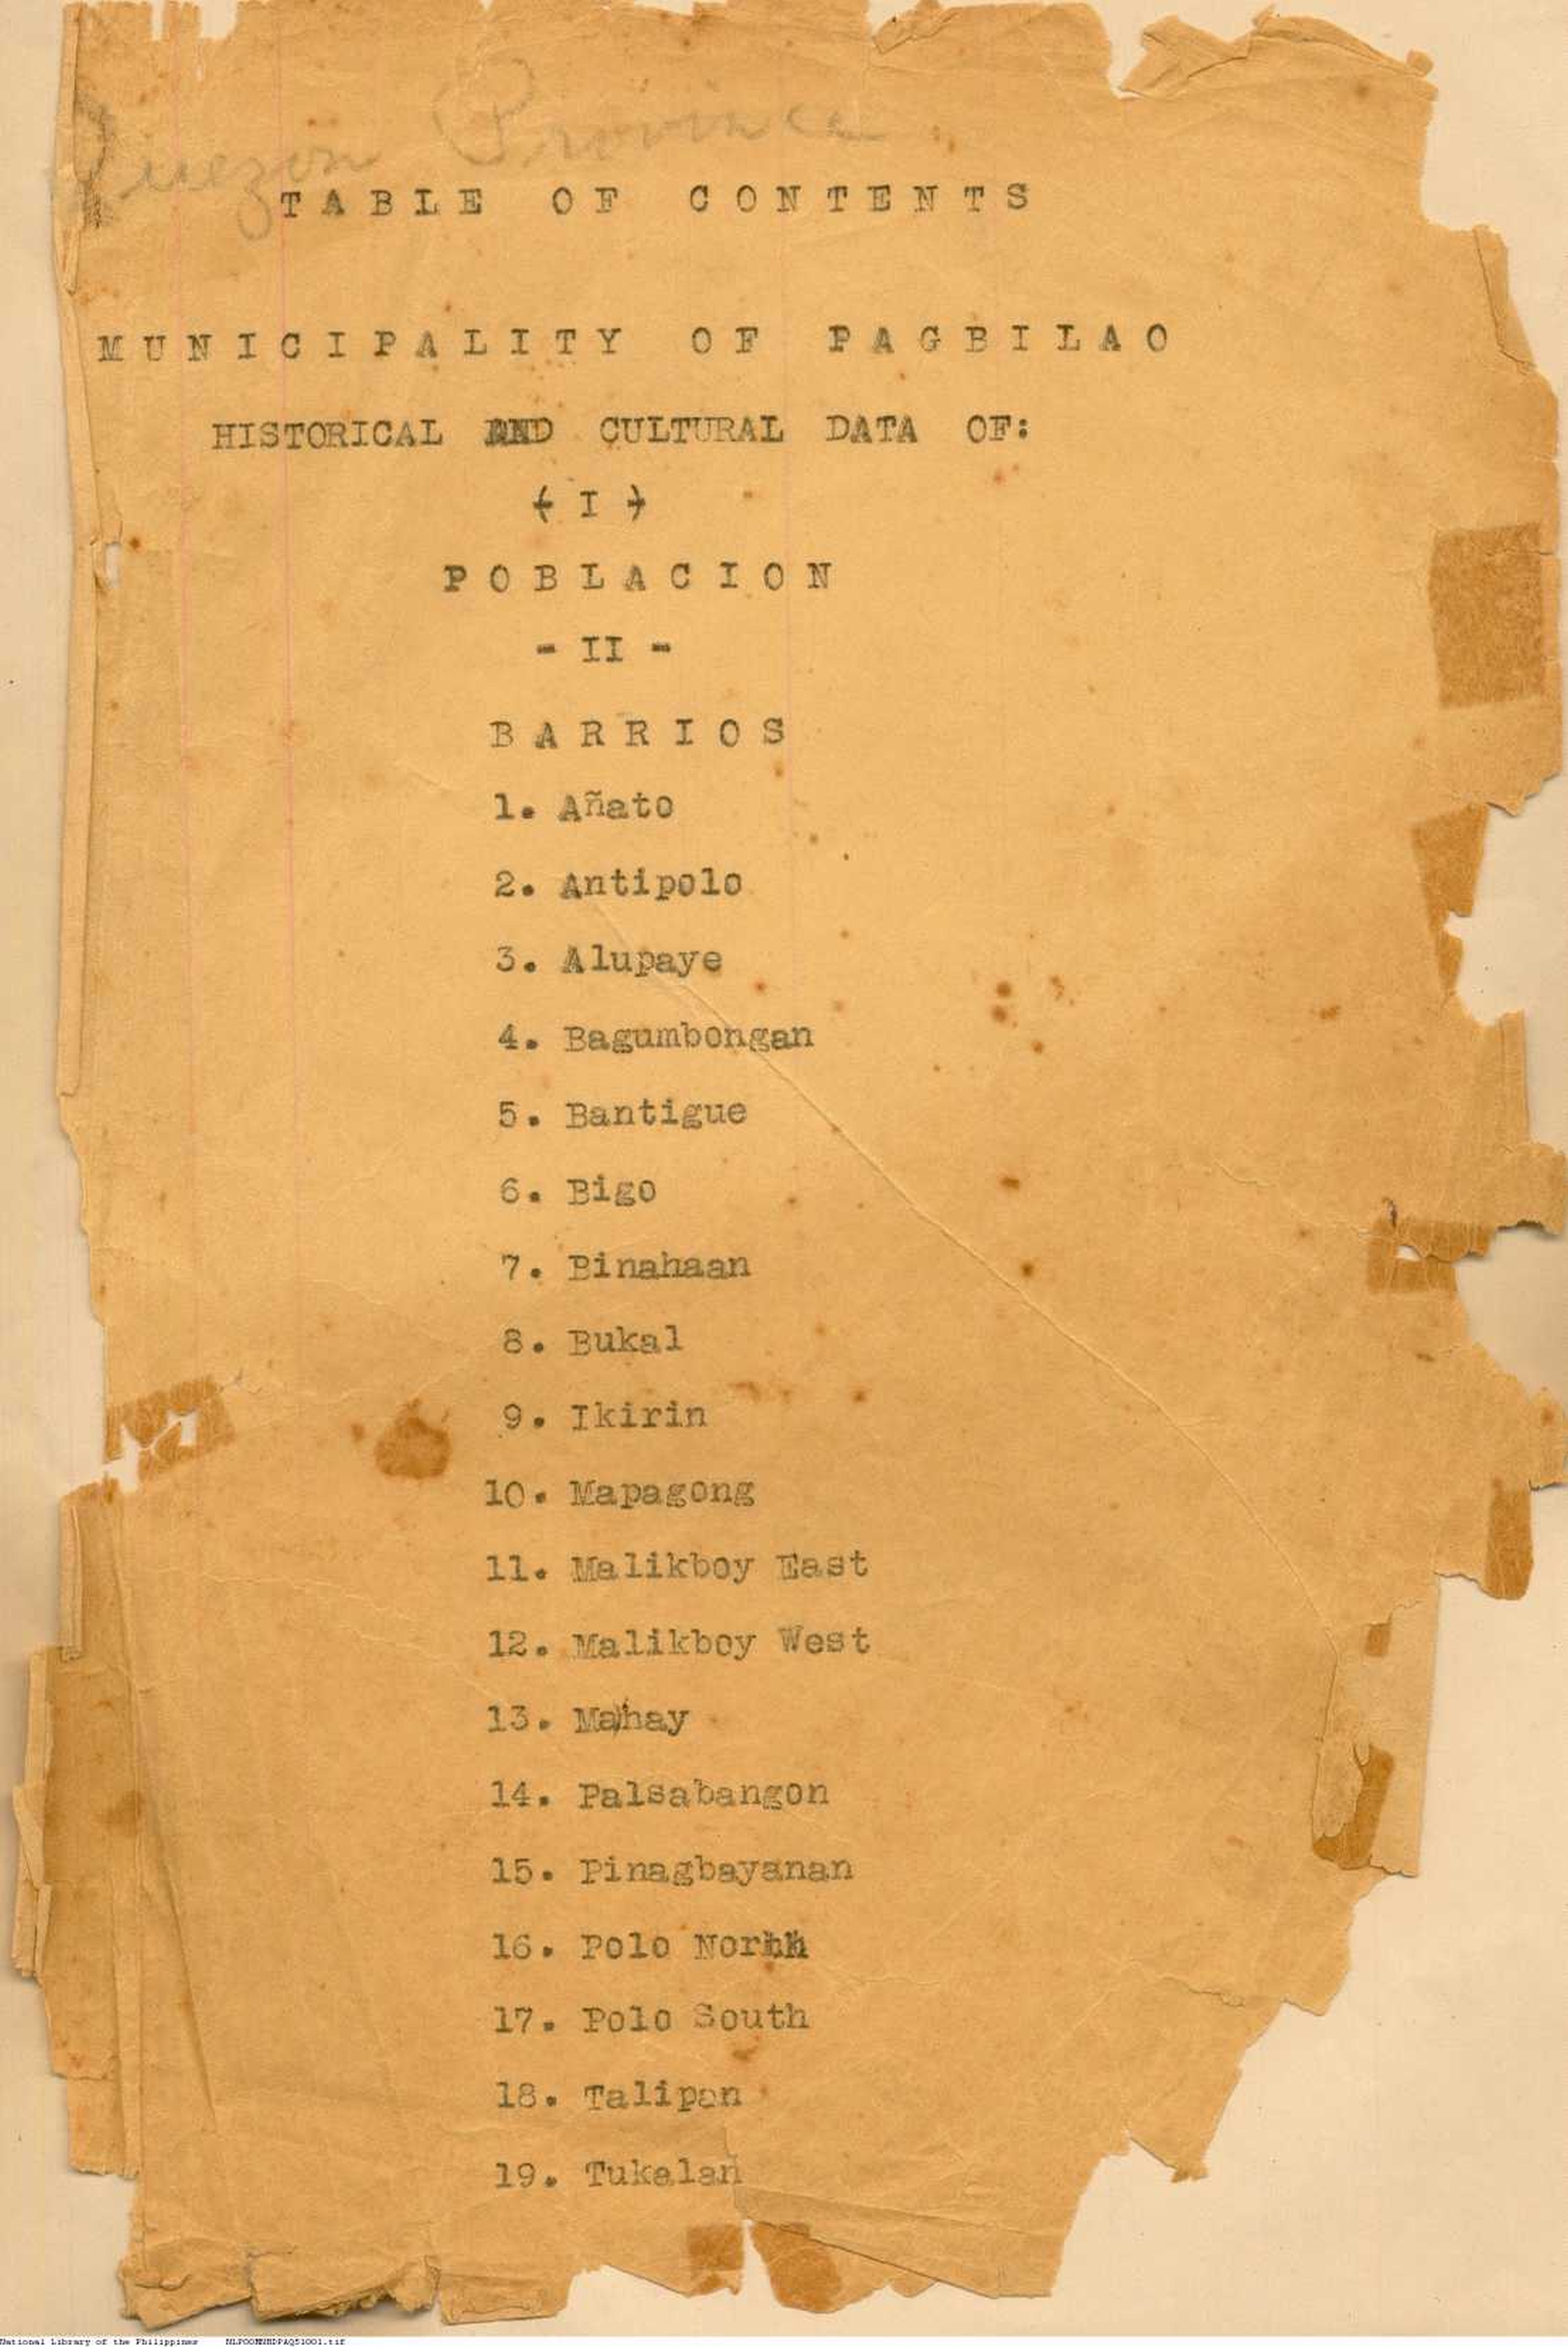 Quezon Province
TABLE OF CONTENTS
MUNICIPALITY OF PAGBILAO
HISTORICAL AND CULTURAL DATA OF:
( I )
POBLACION
- II -
BARRIOS
1. Añato
2. Antipolo
3. Alupaye
4. Bagumbongan
5. Bantigue
6. Bigo
7. Binahaan
8. Bukal
9. Ikirin
10. Mapagong
11. Malikboy East
12. Malikboy West
13. Mahay
14. Palsabangon
15. Pinagbayanan
16. Polo North
17. Polo South
18. Talipan
19. Tukalan
National Library of the Philippines